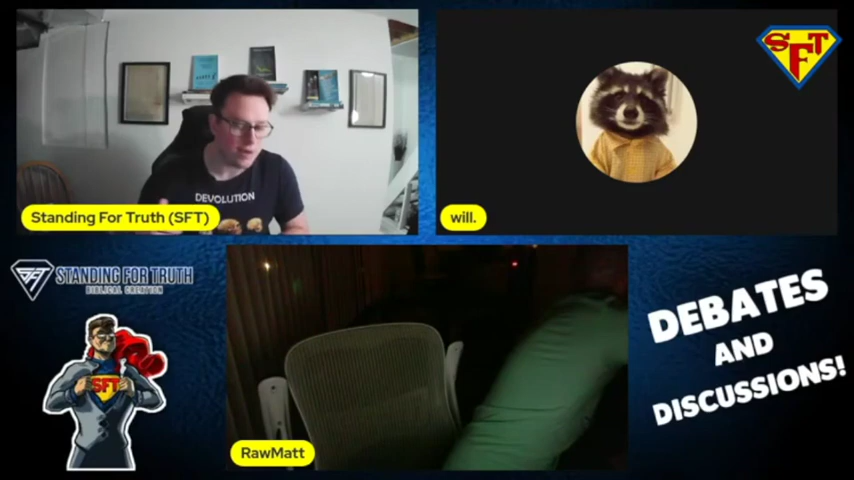 SFT
DEVOLUTION
Standing For Truth (SFT)
will.
STANDING FOR TRUTH
BIBLICAL CREATION
SFT
RawMatt
DEBATES
AND
DISCUSSIONS!